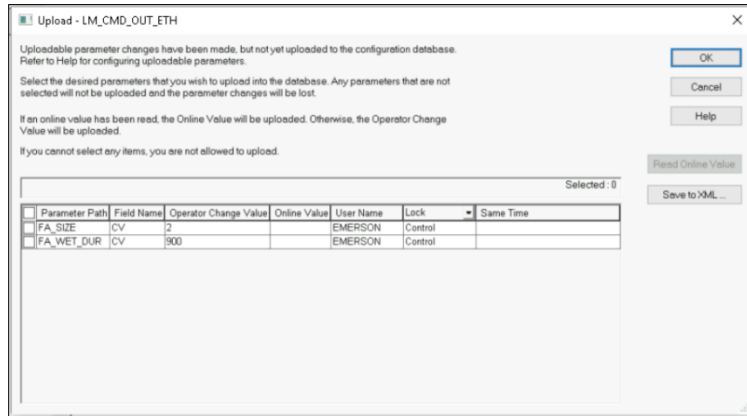 Upload - LM_CMD_OUT_ETH
Uploadable parameter changes have been made, but not yet uploaded to the configuration database.
Refer to Help for configuring uploadable parameters.
OK
Select the desired parameters that you wish to upload into the database. Any parameters that are not
selected will not be uploaded and the parameter changes will be lost.
Cancel
If an online value has been read, the Online Value will be uploaded. Otherwise, the Operator Change
Value will be uploaded.
Help
If you cannot select any items, you are not allowed to upload.
Read Online Value
Selected : 0
Save to XML ...
Parameter Path Field Name Operator Change Value Online Value User Name Lock Same Time
FA_SIZE CV 2 EMERSON Control
FA_WET_DUR CV 900 EMERSON Control